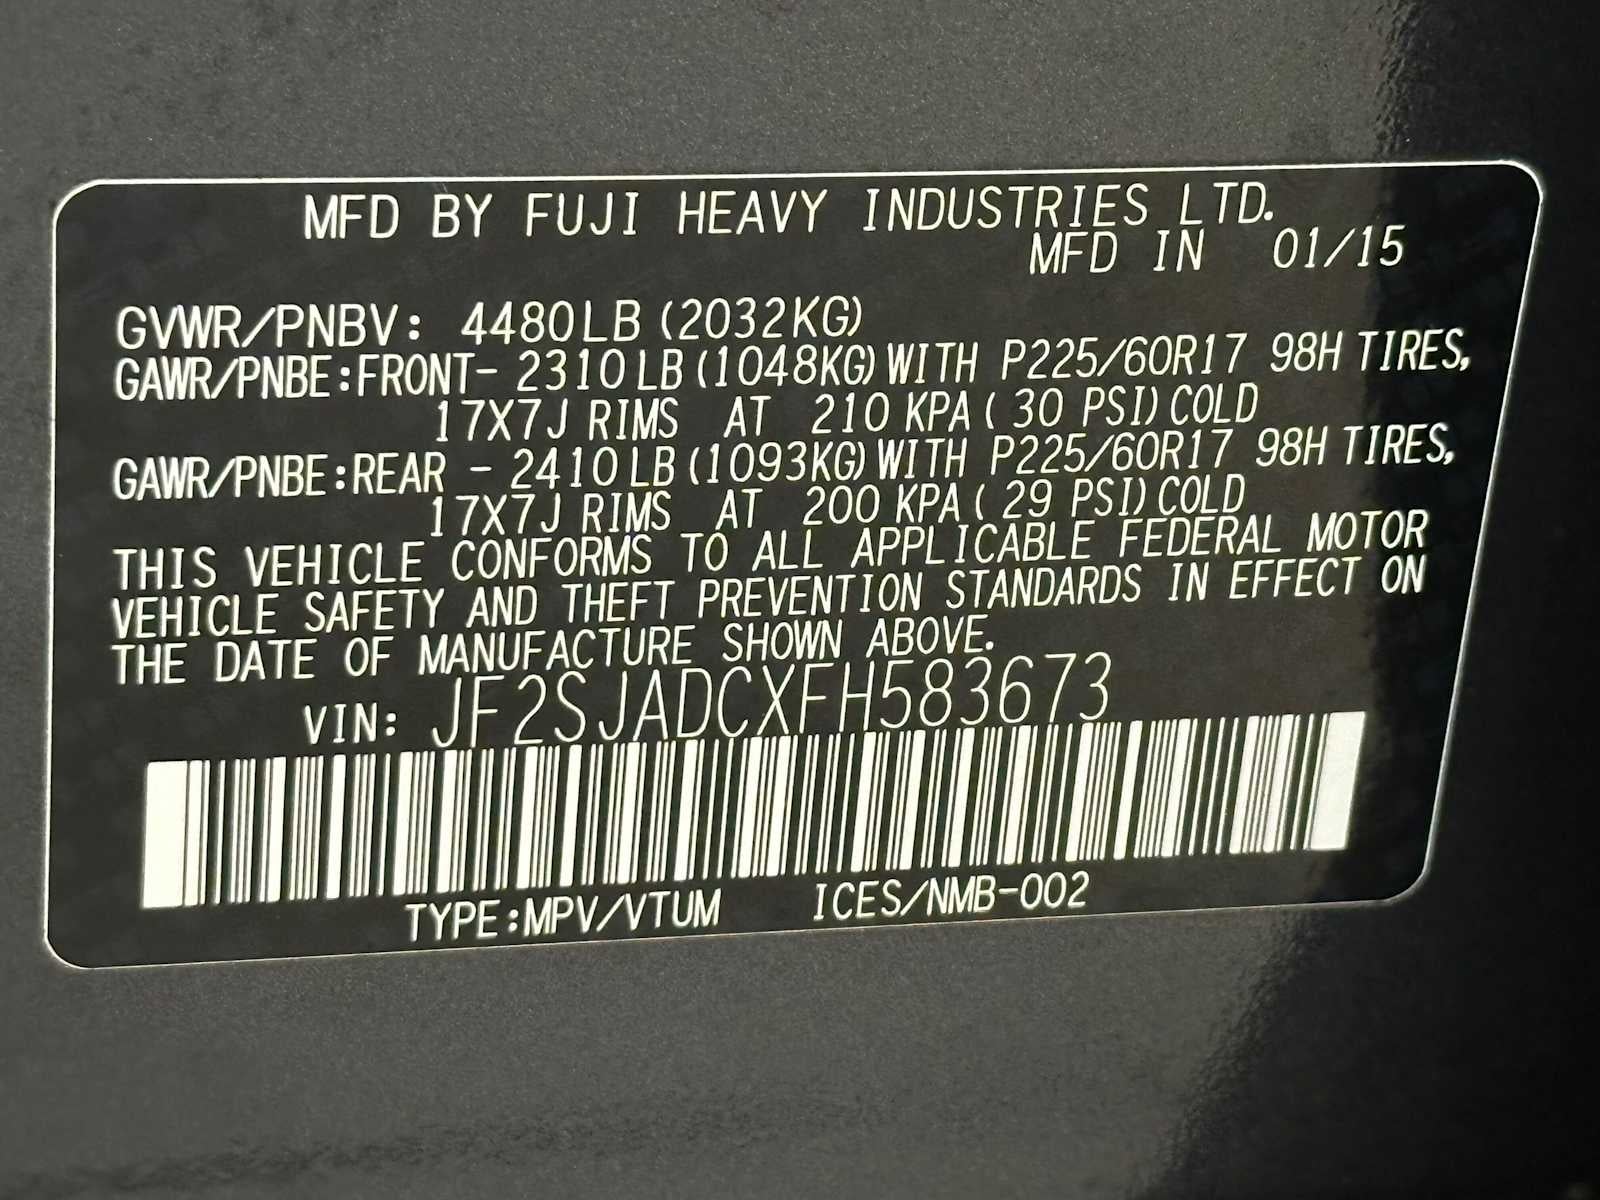 MFD BY FUJI HEAVY INDUSTRIES LTD.
MFD IN 01/15
GVWR/PNBV: 4480LB (2032KG)
GAWR/PNBE:FRONT- 2310LB (1048KG) WITH P225/60R17 98H TIRES,
17X7J RIMS AT 210 KPA ( 30 PSI) COLD
GAWR/PNBE:REAR - 2410LB (1093KG) WITH P225/60R17 98H TIRES,
17X7J RIMS AT 200 KPA ( 29 PSI) COLD
THIS VEHICLE CONFORMS TO ALL APPLICABLE FEDERAL MOTOR
VEHICLE SAFETY AND THEFT PREVENTION STANDARDS IN EFFECT ON
THE DATE OF MANUFACTURE SHOWN ABOVE.
VIN: JF2SJADCXFH583673
TYPE:MPV/VTUM ICES/NMB-002